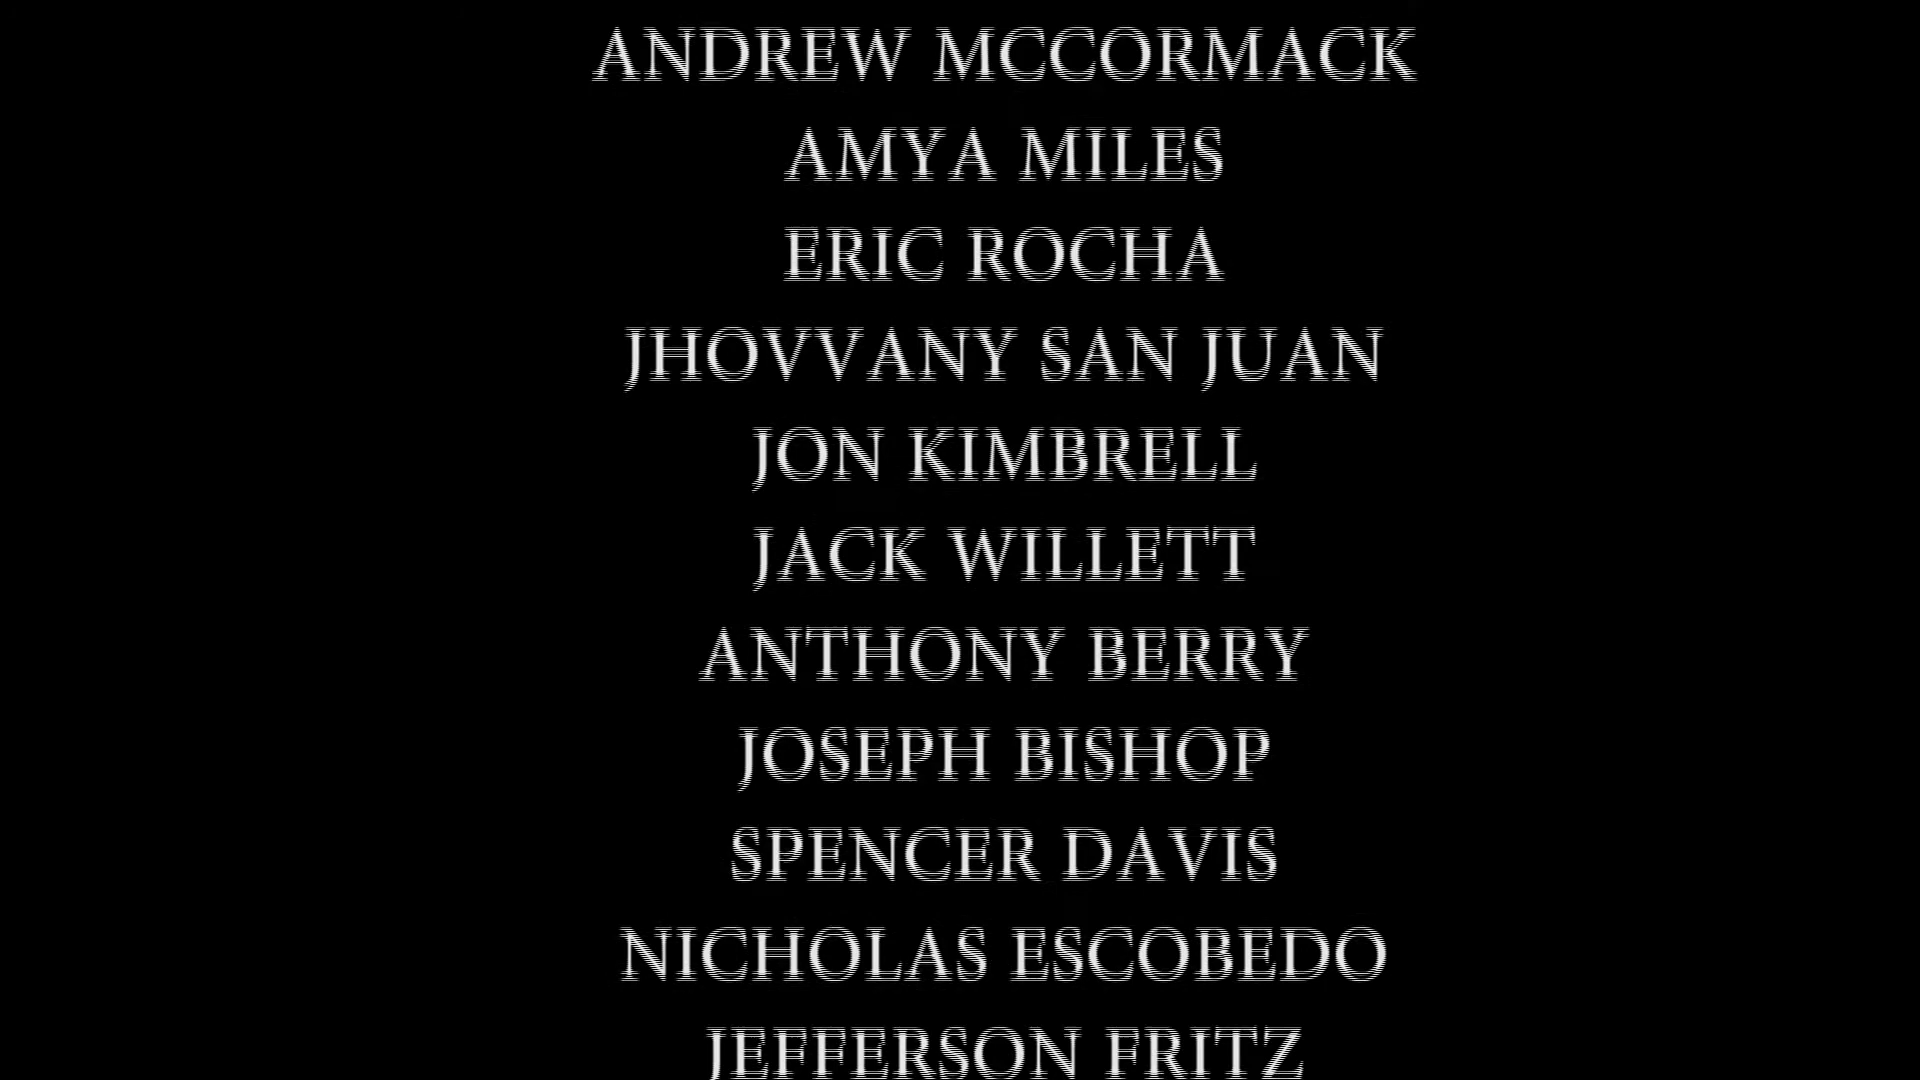 ANDREW MCCORMACK
AMYA MILES
ERIC ROCHA
JHOVVANY SAN JUAN
JON KIMBRELL
JACK WILLETT
ANTHONY BERRY
JOSEPH BISHOP
SPENCER DAVIS
NICHOLAS ESCOBEDO
JEFFERSON FRITZ